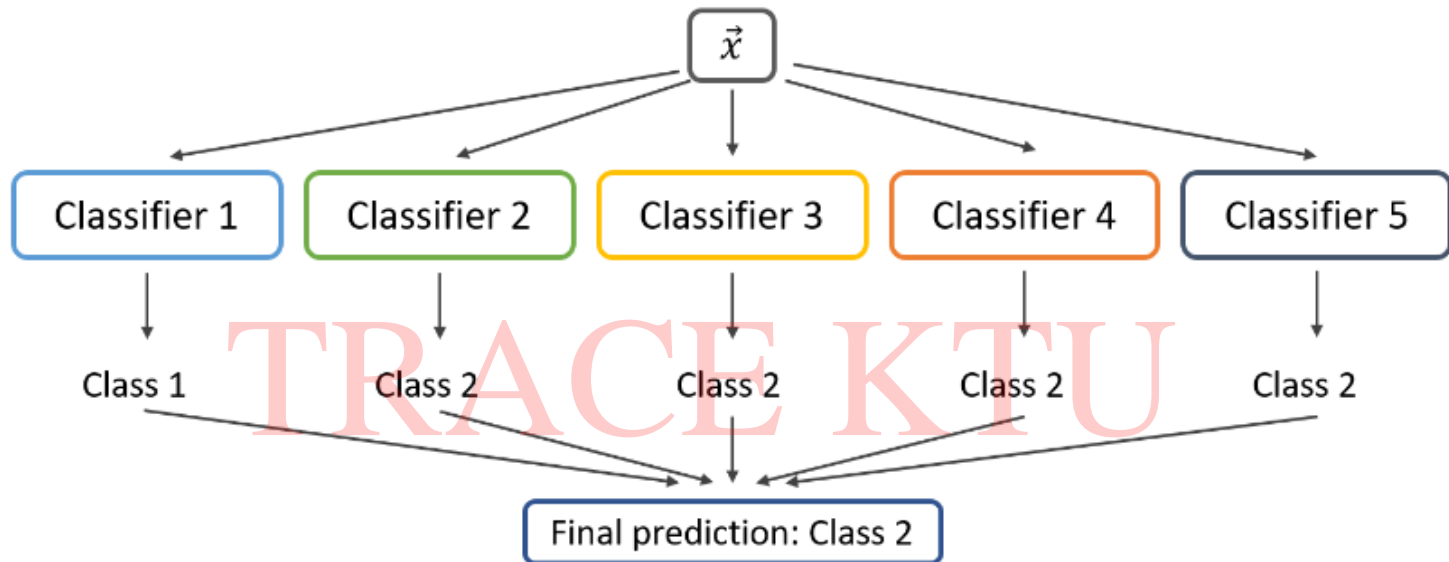 x⃗
Classifier 1 Classifier 2 Classifier 3 Classifier 4 Classifier 5
TRACE KTU
Class 1 Class 2 Class 2 Class 2 Class 2
Final prediction: Class 2